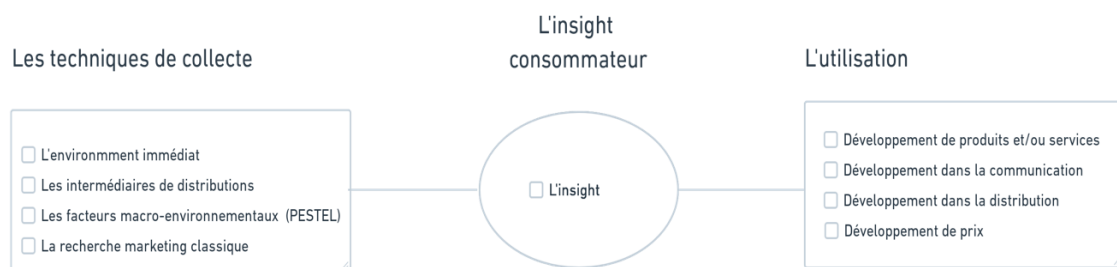 Les techniques de collecte
L'environmment immédiat
Les intermédiaires de distributions
Les facteurs macro-environnementaux (PESTEL)
La recherche marketing classique
L'insight
consommateur
L'insight
L'utilisation
Développement de produits et/ou services
Développement dans la communication
Développement dans la distribution
Développement de prix